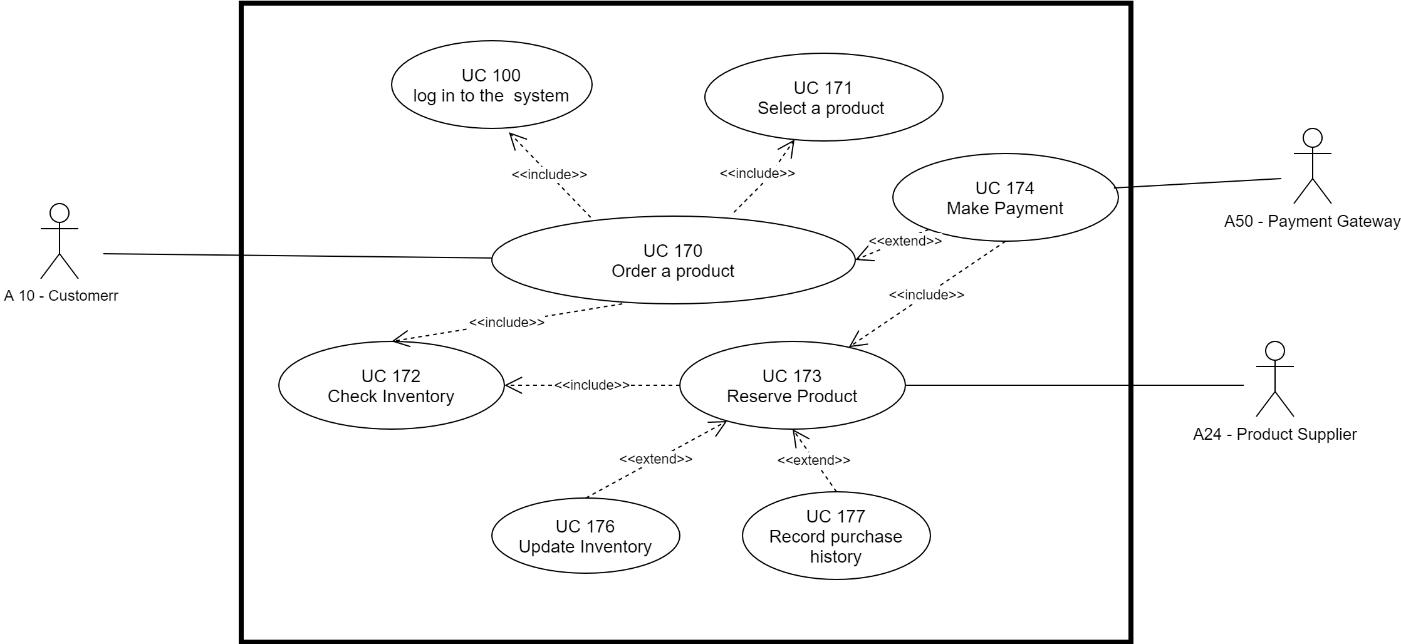 UC 100
log in to the  system
UC 171
Select a product
<<include>>
<<include>>
UC 174
Make Payment
A50 - Payment Gateway
UC 170
Order a product
<<extend>>
A 10 - Customerr
<<include>>
<<include>>
UC 172
Check Inventory
<<include>>
UC 173
Reserve Product
A24 - Product Supplier
<<extend>>
<<extend>>
UC 176
Update Inventory
UC 177
Record purchase
history